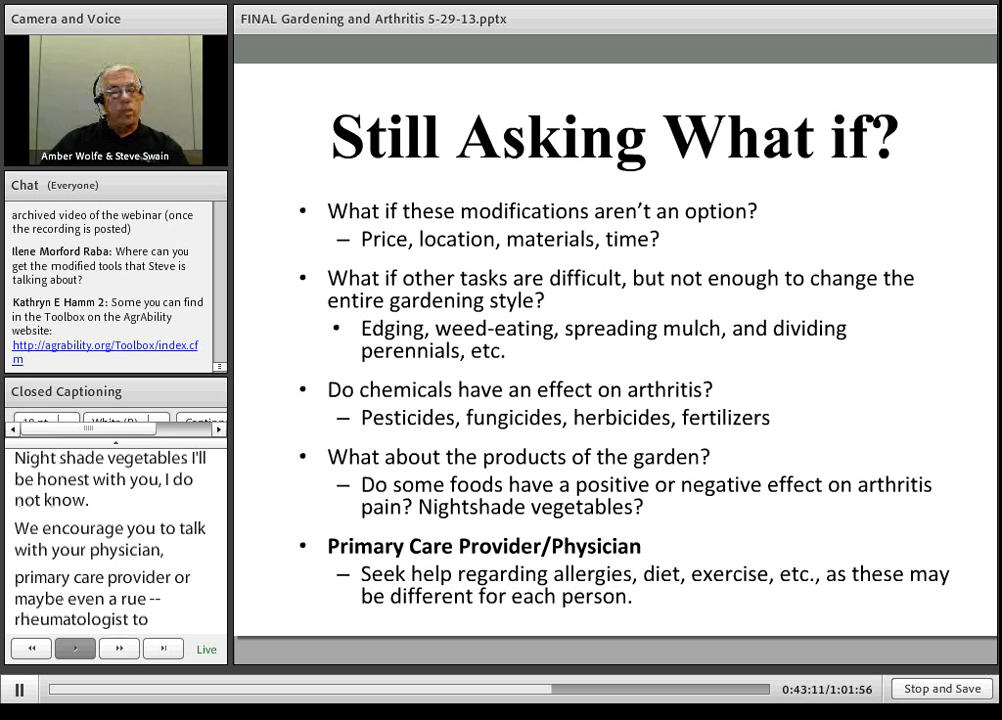 Camera and Voice
Amber Wolfe & Steve Swain
Chat (Everyone)
archived video of the webinar (once
the recording is posted)
Ilene Morford Raba: Where can you
get the modified tools that Steve is
talking about?
Kathryn E Hamm 2: Some you can find
in the Toolbox on the AgrAbility
website:
http://agrability.org/Toolbox/index.cf
m
Closed Captioning
Night shade vegetables I'll
be honest with you, I do
not know.
We encourage you to talk
with your physician,
primary care provider or
maybe even a rue --
rheumatologist to
Live
FINAL Gardening and Arthritis 5-29-13.pptx
Still Asking What if?
• What if these modifications aren’t an option?
– Price, location, materials, time?
• What if other tasks are difficult, but not enough to change the
entire gardening style?
• Edging, weed-eating, spreading mulch, and dividing
perennials, etc.
• Do chemicals have an effect on arthritis?
– Pesticides, fungicides, herbicides, fertilizers
• What about the products of the garden?
– Do some foods have a positive or negative effect on arthritis
pain? Nightshade vegetables?
• Primary Care Provider/Physician
– Seek help regarding allergies, diet, exercise, etc., as these may
be different for each person.
0:43:11/1:01:56
Stop and Save